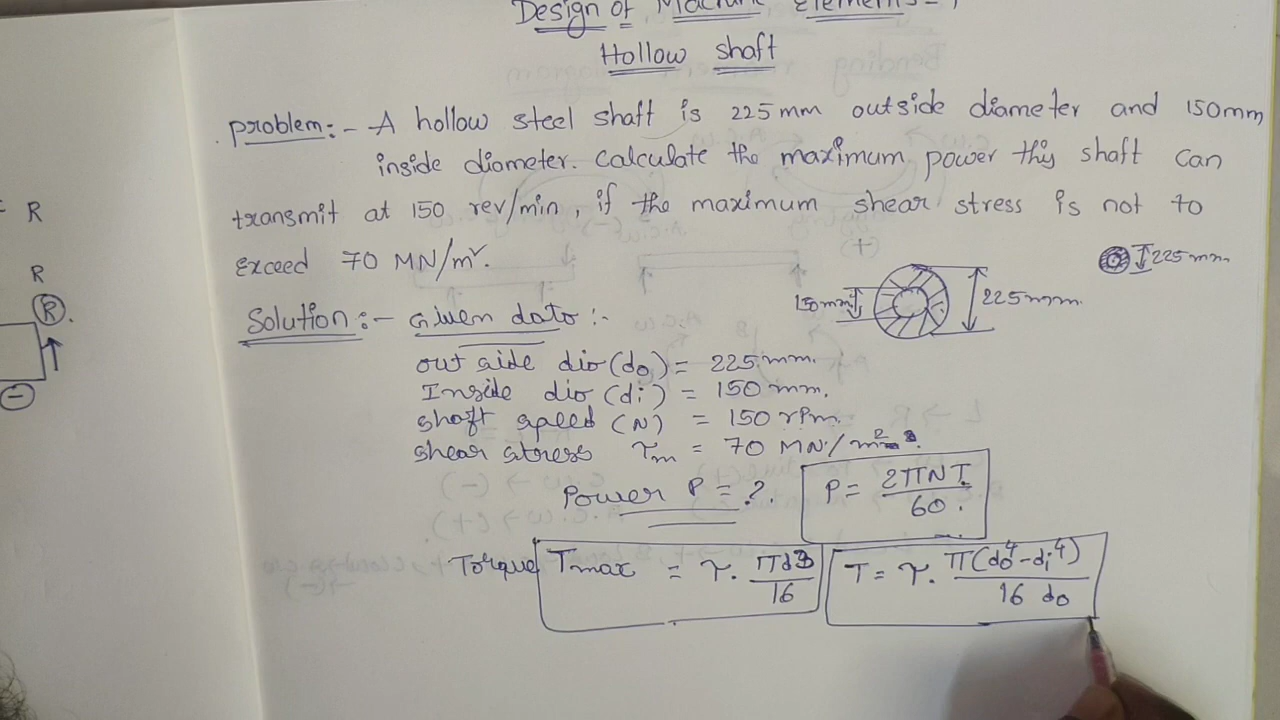 Design of Machine Elements - 1
Hollow shaft
problem:- A hollow steel shaft is 225mm outside diameter and 150mm
inside diameter. calculate the maximum power this shaft can
transmit at 150 rev/min, if the maximum shear stress is not to
exceed 70 MN/m².
225 mm.
150mm
225mm.
Solution:- Given data:-
out side dia (do) = 225 mm.
Inside dia (di) = 150 mm.
shaft speed (N) = 150 rpm.
shear stress τm = 70 MN/m².
Power P = ?. P = 2πNT/60.
Torque Tmax = τ. πd³/16 T = τ. π(do⁴-di⁴)/16 do
= R
R
R.
-